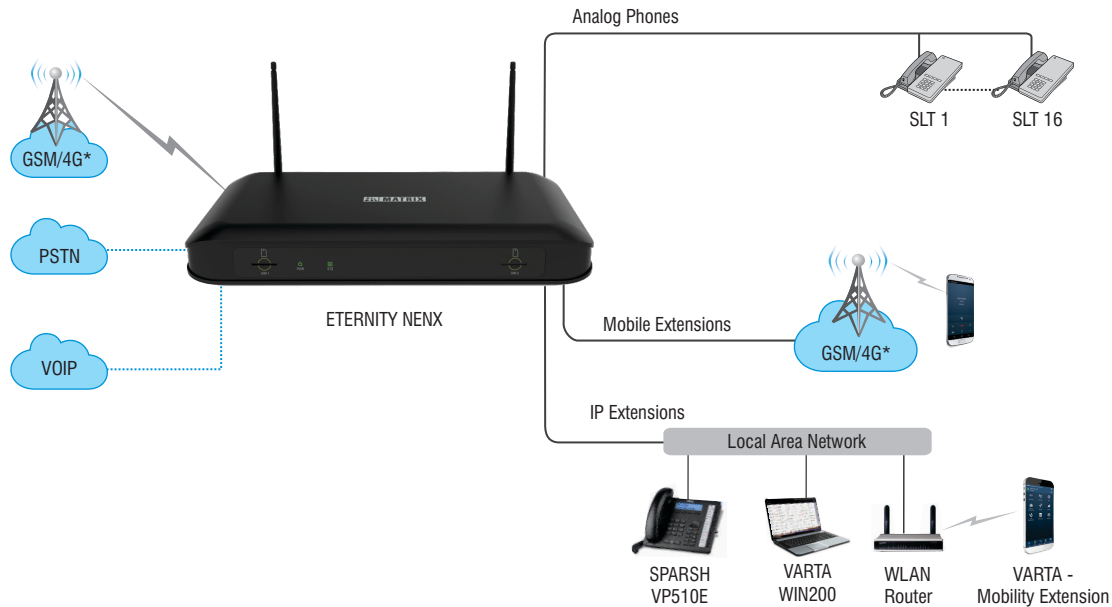 Analog Phones
SLT 1
SLT 16
GSM/4G*
MATRIX
PSTN
ETERNITY NENX
VOIP
Mobile Extensions
GSM/4G*
IP Extensions
Local Area Network
SPARSH
VP510E
VARTA
WIN200
WLAN
Router
VARTA -
Mobility Extension